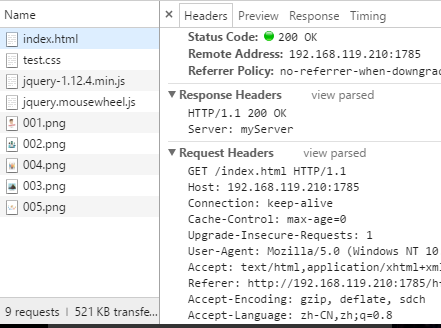 Name
index.html
test.css
jquery-1.12.4.min.js
jquery.mousewheel.js
001.png
002.png
004.png
003.png
005.png
9 requests | 521 KB transfe...
× Headers Preview Response Timing
Status Code: 200 OK
Remote Address: 192.168.119.210:1785
Referrer Policy: no-referrer-when-downgra
▼ Response Headers view parsed
HTTP/1.1 200 OK
Server: myServer
▼ Request Headers view parsed
GET /index.html HTTP/1.1
Host: 192.168.119.210:1785
Connection: keep-alive
Cache-Control: max-age=0
Upgrade-Insecure-Requests: 1
User-Agent: Mozilla/5.0 (Windows NT 10
Accept: text/html,application/xhtml+xml
Referer: http://192.168.119.210:1785/h
Accept-Encoding: gzip, deflate, sdch
Accept-Language: zh-CN,zh;q=0.8